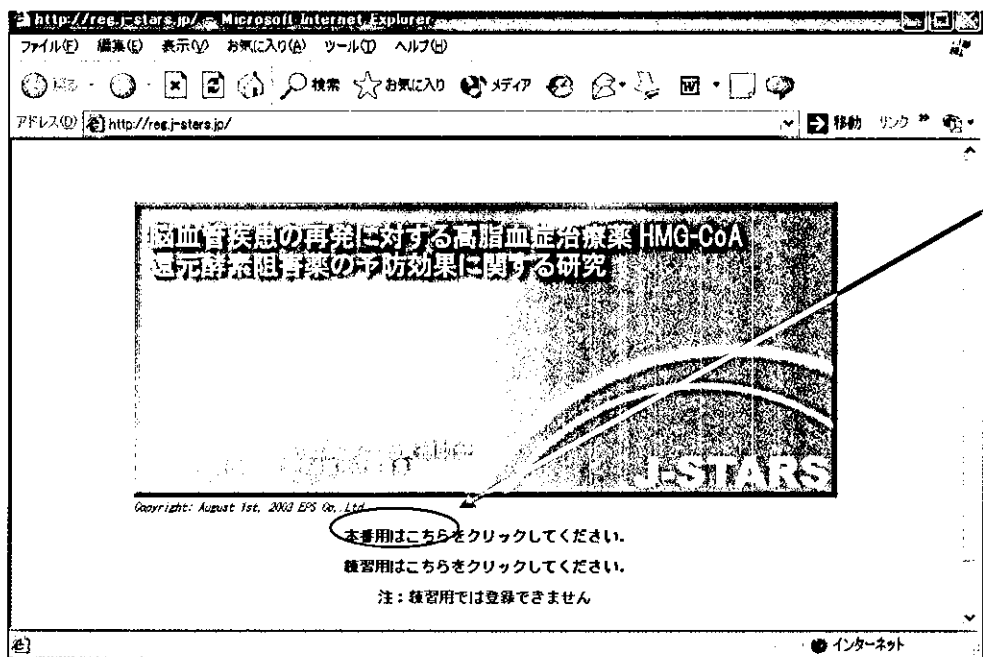 http://reg.j-stars.jp/ - Microsoft Internet Explorer
ファイル(F) 編集(E) 表示(V) お気に入り(A) ツール(T) ヘルプ(H)
戻る 検索 お気に入り メディア
アドレス(D) http://reg.j-stars.jp/ 移動 リンク »
脳血管疾患の再発に対する高脂血症治療薬 HMG-CoA
還元酵素阻害薬の予防効果に関する研究
J-STARS
Copyright: August 1st, 2003 EPS Co., Ltd.
本番用はこちらをクリックしてください.
練習用はこちらをクリックしてください.
注：練習用では登録できません
インターネット